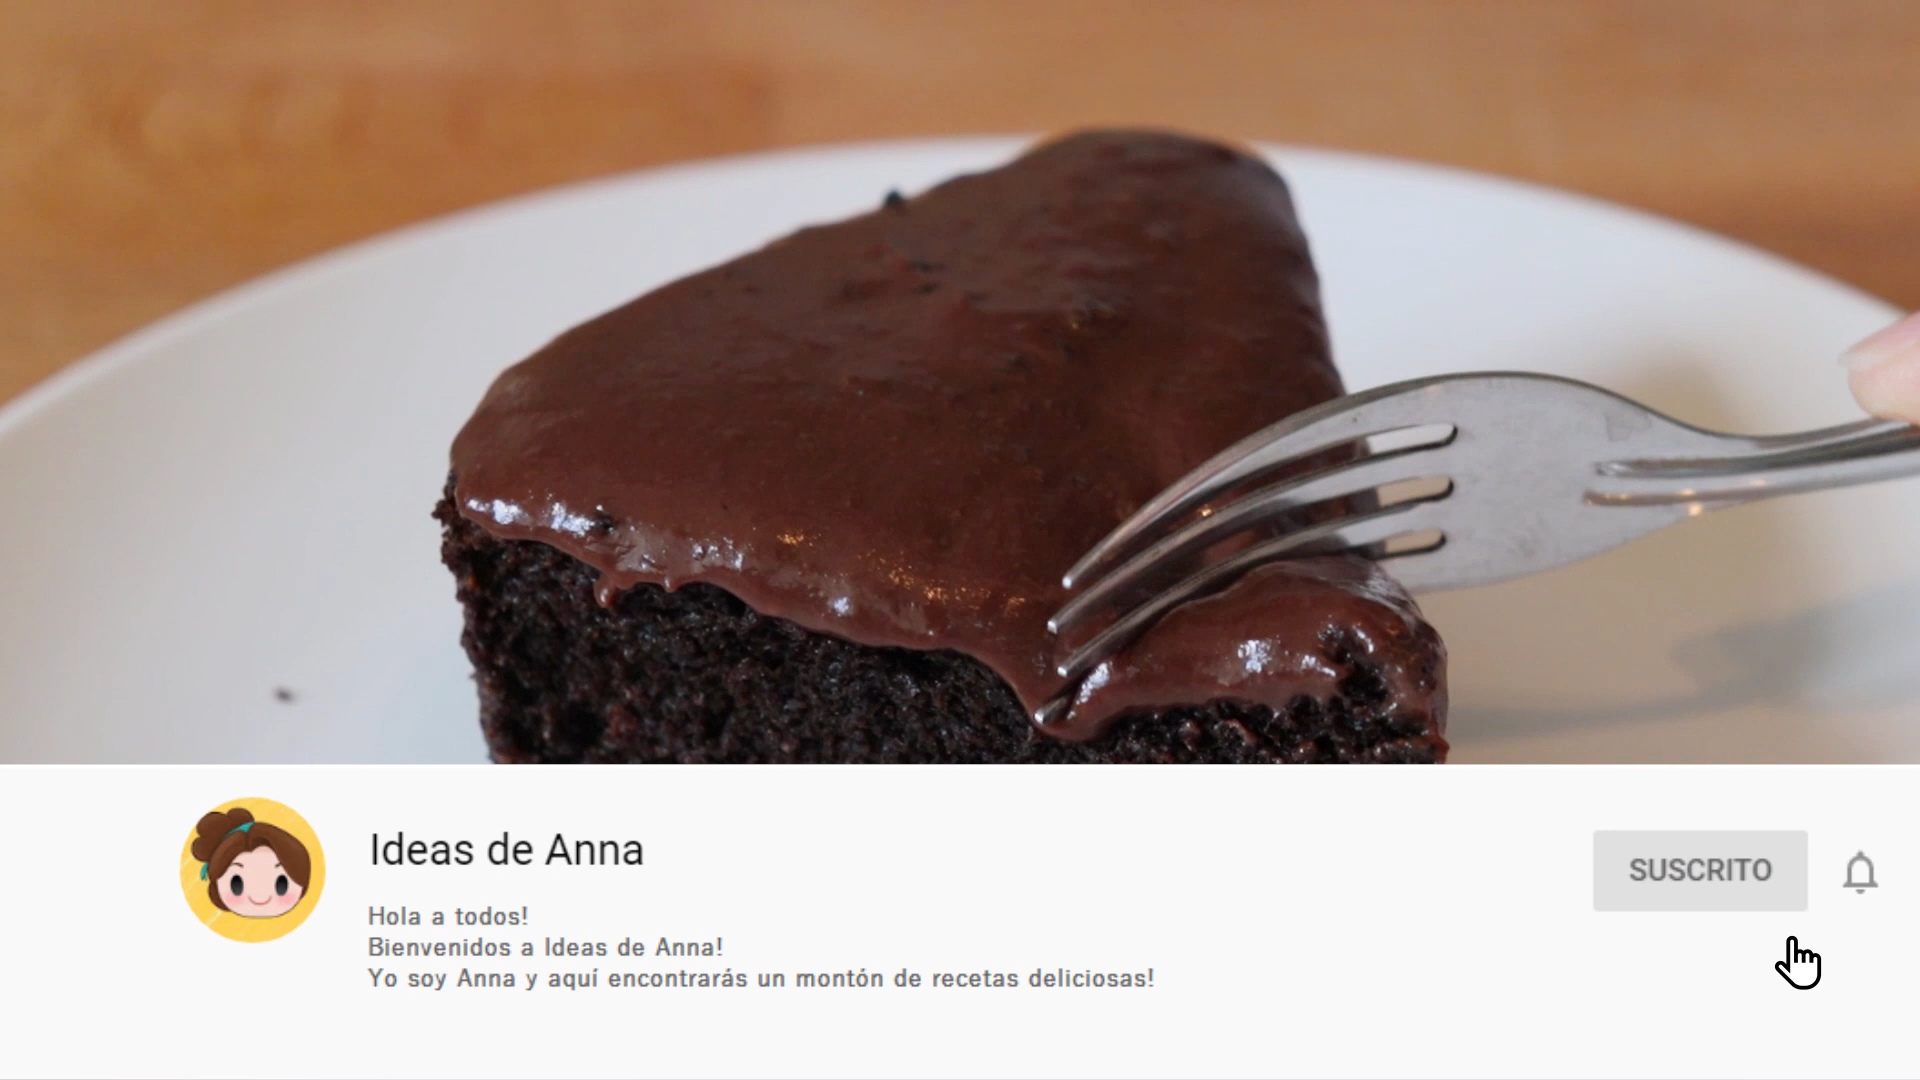 Ideas de Anna
SUSCRITO
Hola a todos!
Bienvenidos a Ideas de Anna!
Yo soy Anna y aquí encontrarás un montón de recetas deliciosas!